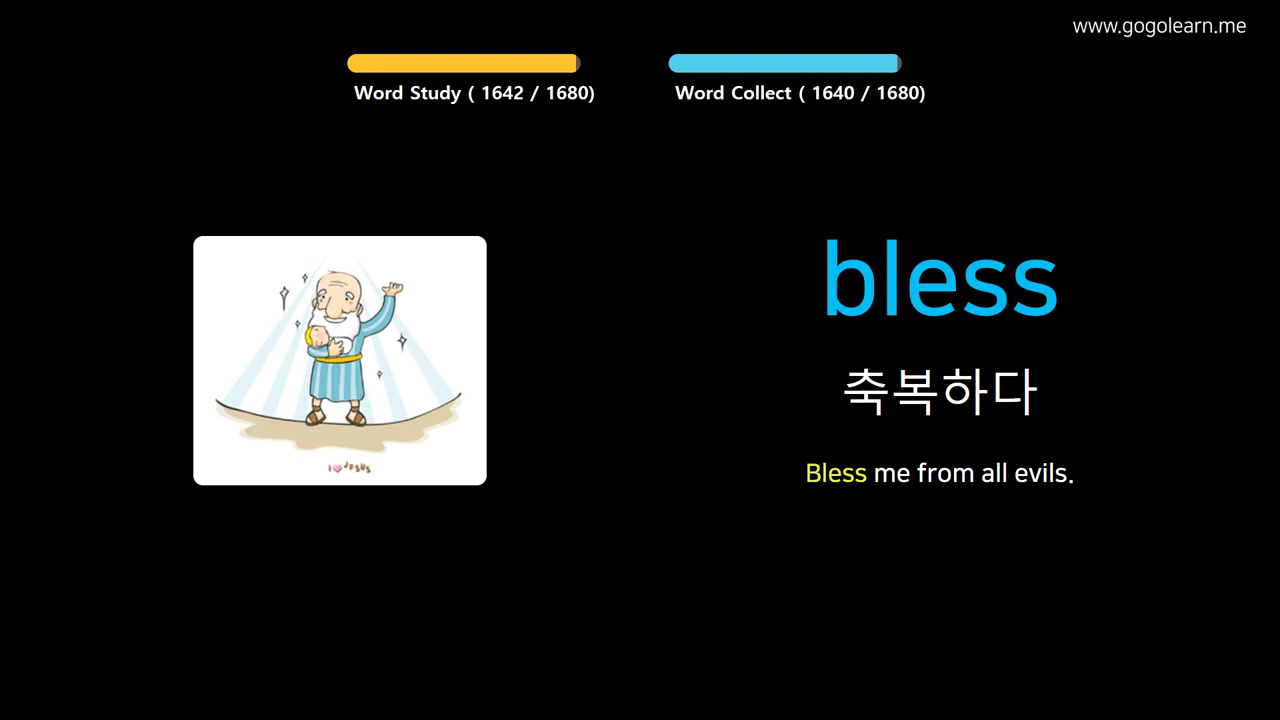 www.gogolearn.me
Word Study ( 1642 / 1680)
Word Collect ( 1640 / 1680)
bless
축복하다
Bless me from all evils.
I ♥ JESUS